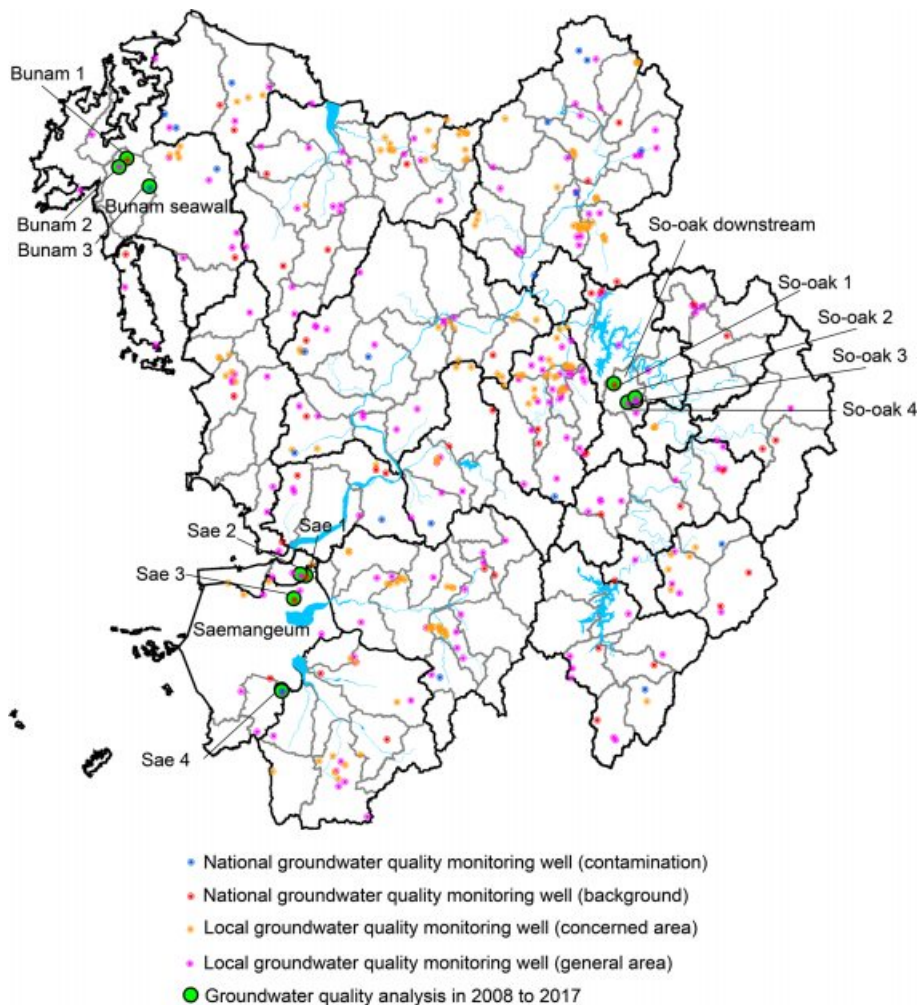 Bunam 1
Bunam seawall
Bunam 2
Bunam 3
So-oak downstream
So-oak 1
So-oak 2
So-oak 3
So-oak 4
Sae 2
Sae 1
Sae 3
Saemangeum
Sae 4
National groundwater quality monitoring well (contamination)
National groundwater quality monitoring well (background)
Local groundwater quality monitoring well (concerned area)
Local groundwater quality monitoring well (general area)
Groundwater quality analysis in 2008 to 2017